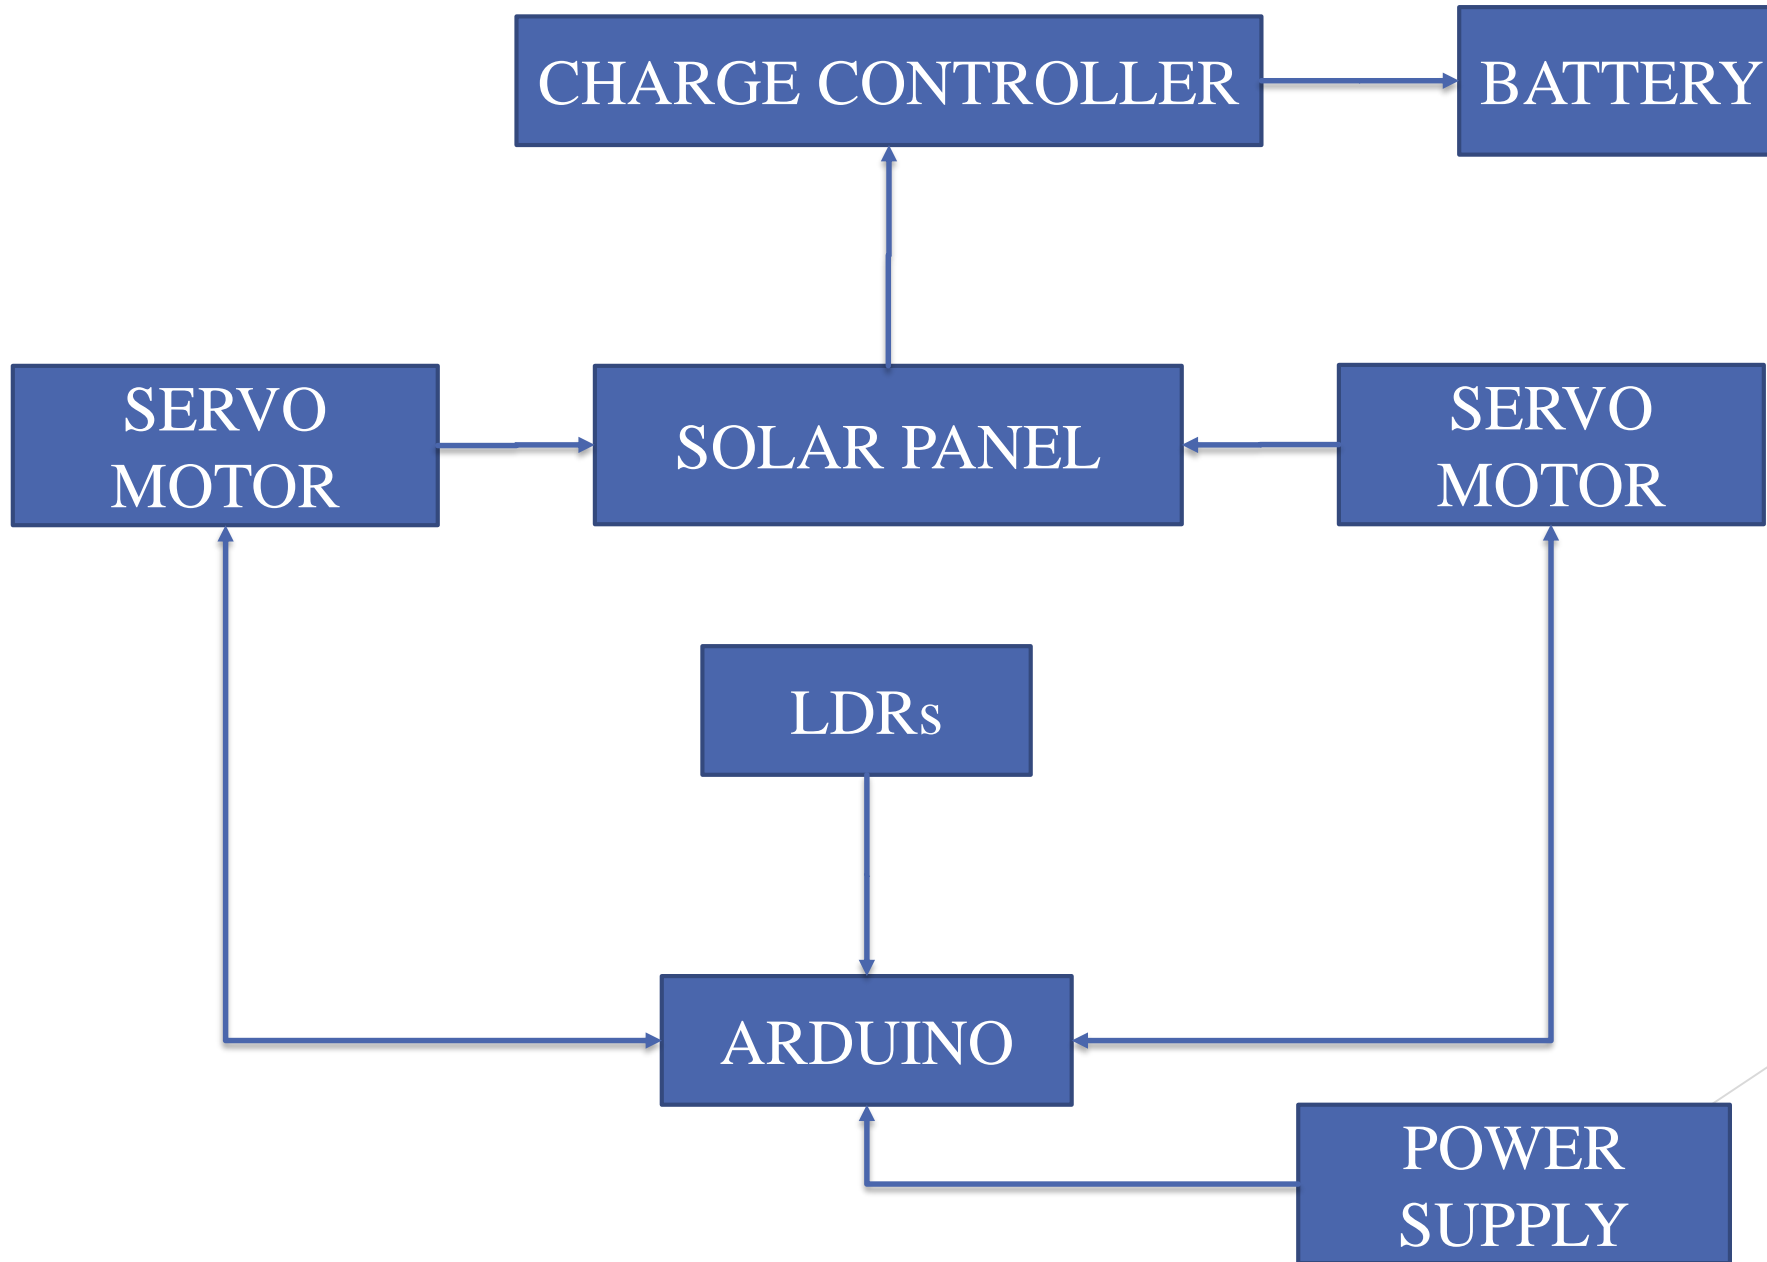 CHARGE CONTROLLER
BATTERY
SERVO
MOTOR
SOLAR PANEL
SERVO
MOTOR
LDRs
ARDUINO
POWER
SUPPLY